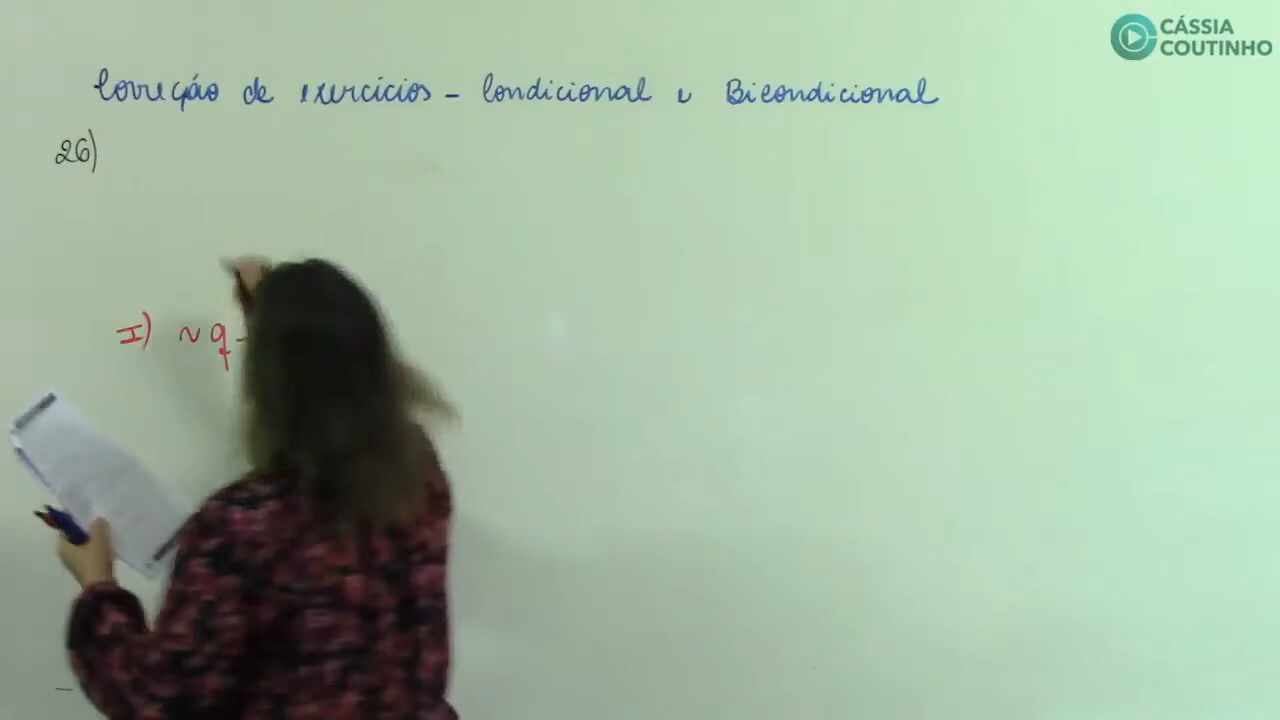 CÁSSIA
COUTINHO
Correção de exercícios - Condicional e Bicondicional
26)
I) ~q -